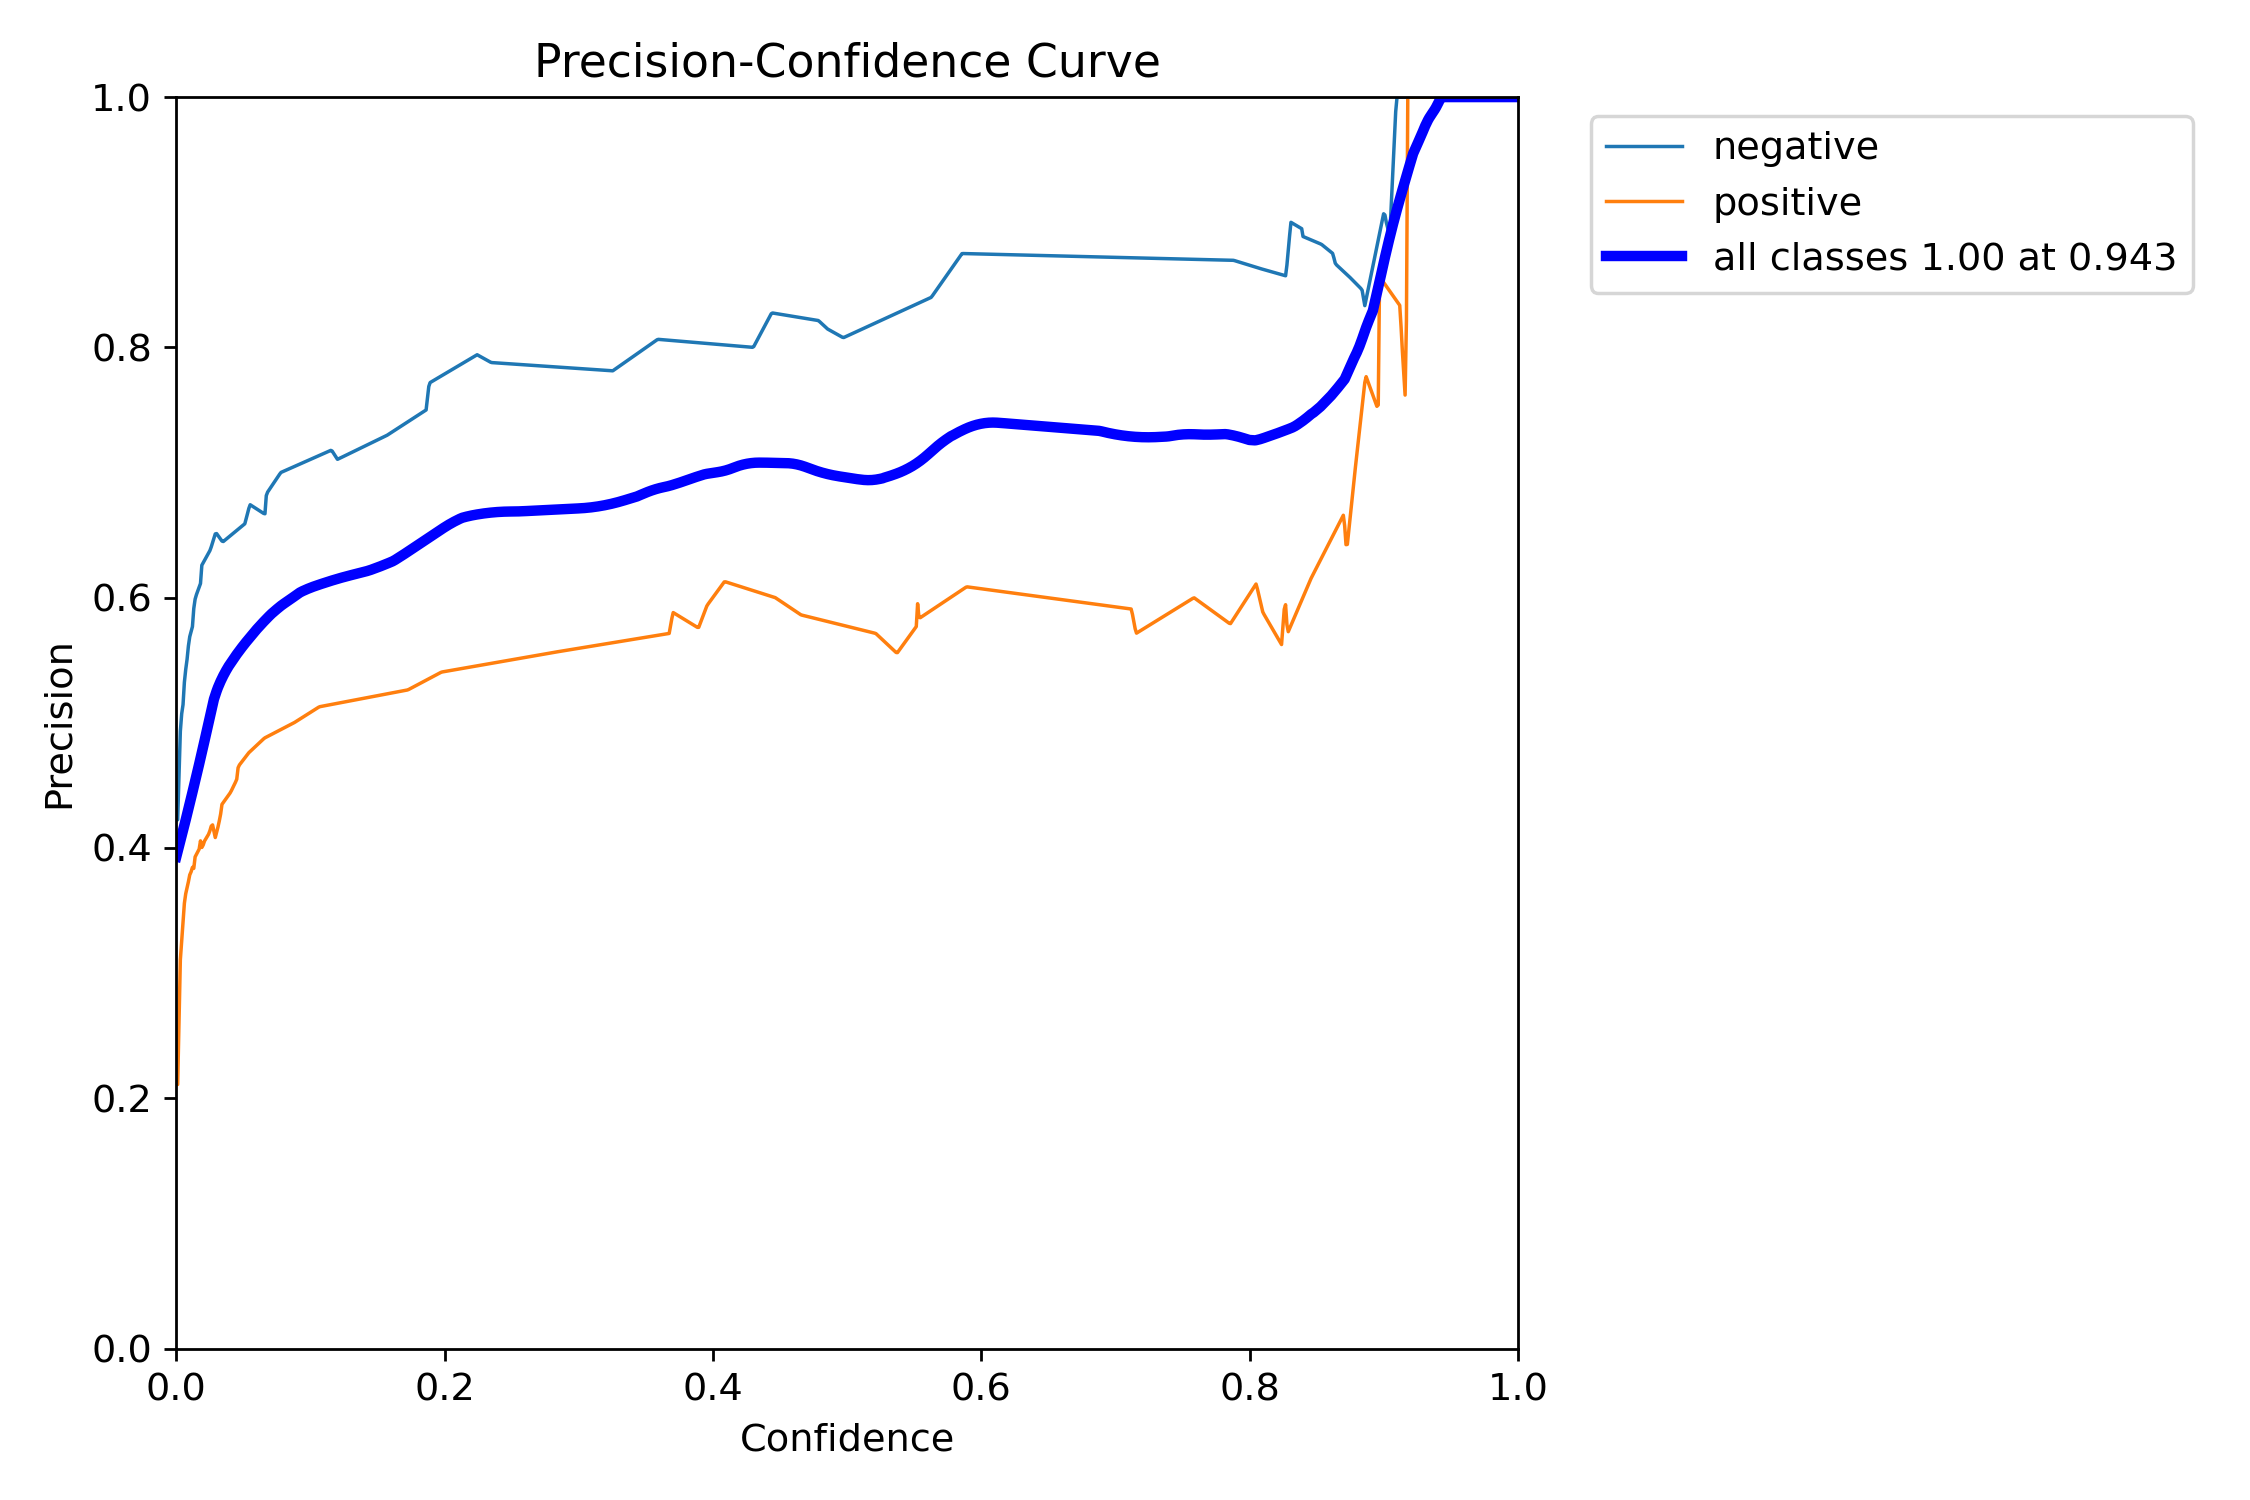 Precision-Confidence Curve
1.0
0.8
0.6
0.4
0.2
0.0
Precision
0.0 0.2 0.4 0.6 0.8 1.0
Confidence
negative
positive
all classes 1.00 at 0.943